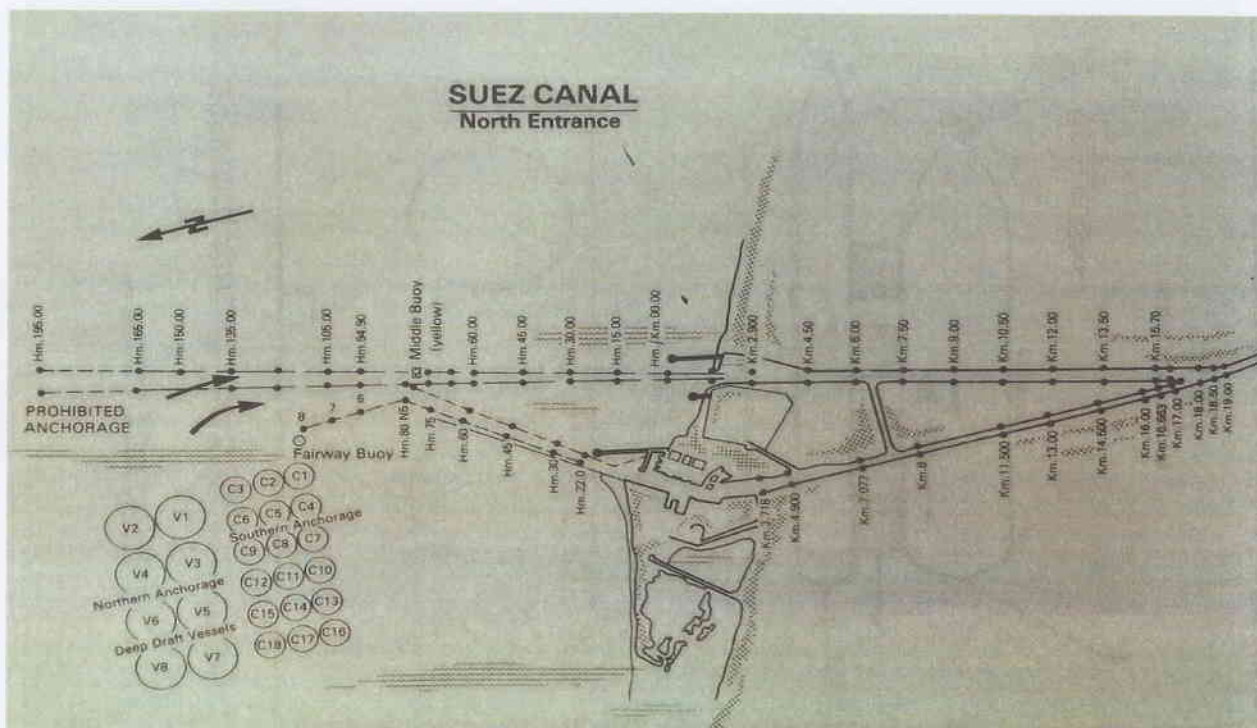 SUEZ CANAL
North Entrance
N
Hm.195.00
Hm.165.00
Hm.150.00
Hm.135.00
Hm.105.00
Hm.94.90
63 Middle Buoy
(yellow)
Hm.60.00
Hm.45.00
Hm.30.00
Hm.15.00
Hm / Km.00.00
Km.2.900
Km.4.50
Km.6.00
Km.7.50
Km.9.00
Km.10.50
Km.12.00
Km.13.50
Km.15.70
PROHIBITED
ANCHORAGE
8
7
6
Fairway Buoy
Hm.80 N5
Hm.75
Hm.60
Hm.45
Hm.30
Hm.22.0
Km.4.900
Km.7.077
Km.8
Km.11.500
Km.13.00
Km.14.500
Km.16.00
Km.16.663
Km.17.00
Km.18.00
Km.18.50
Km.19.00
C3 C2 C1
C6 C5 C4
Southern Anchorage
C9 C8 C7
C12 C11 C10
C15 C14 C13
C18 C17 C16
V2 V1
V4 V3
Northern Anchorage
V6 V5
Deep Draft Vessels
V8 V7